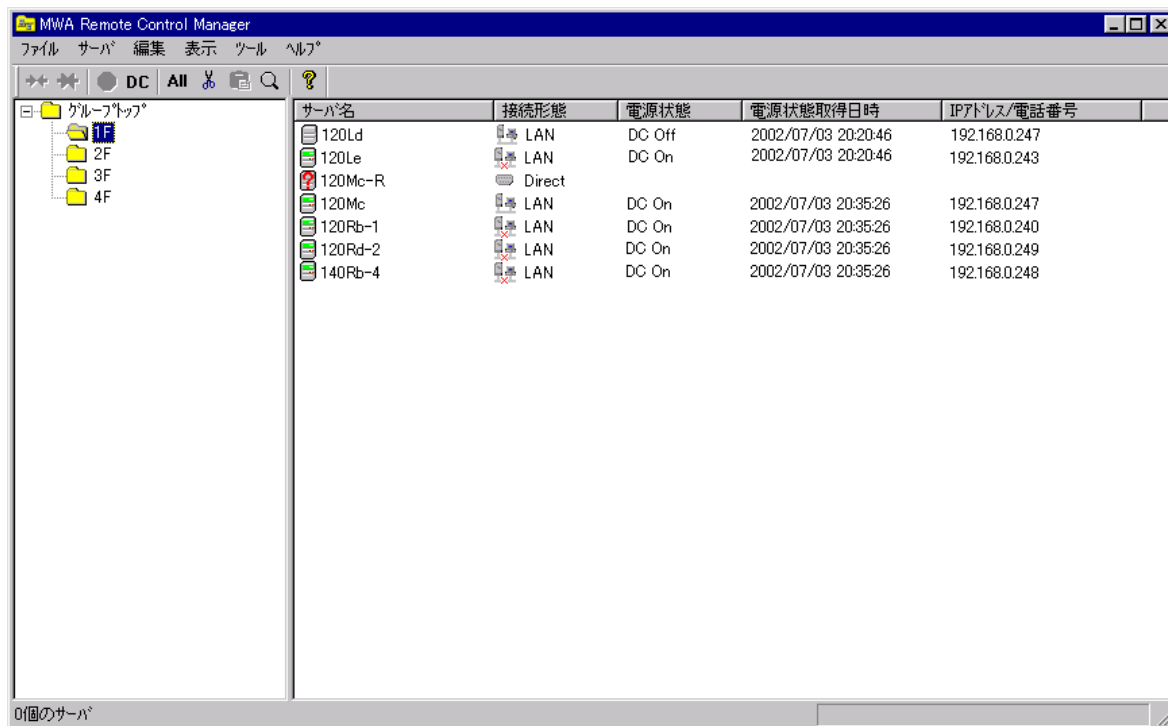 MWA Remote Control Manager
ﾌｧｲﾙ ｻｰﾊﾞ 編集 表示 ﾂｰﾙ ﾍﾙﾌﾟ
DC All
ｸﾞﾙｰﾌﾟﾄｯﾌﾟ
1F
2F
3F
4F
ｻｰﾊﾞ名 接続形態 電源状態 電源状態取得日時 IPｱﾄﾞﾚｽ/電話番号
120Ld LAN DC Off 2002/07/03 20:20:46 192.168.0.247
120Le LAN DC On 2002/07/03 20:20:46 192.168.0.243
120Mc-R Direct
120Mc LAN DC On 2002/07/03 20:35:26 192.168.0.247
120Rb-1 LAN DC On 2002/07/03 20:35:26 192.168.0.240
120Rd-2 LAN DC On 2002/07/03 20:35:26 192.168.0.249
140Rb-4 LAN DC On 2002/07/03 20:35:26 192.168.0.248
0個のｻｰﾊﾞ